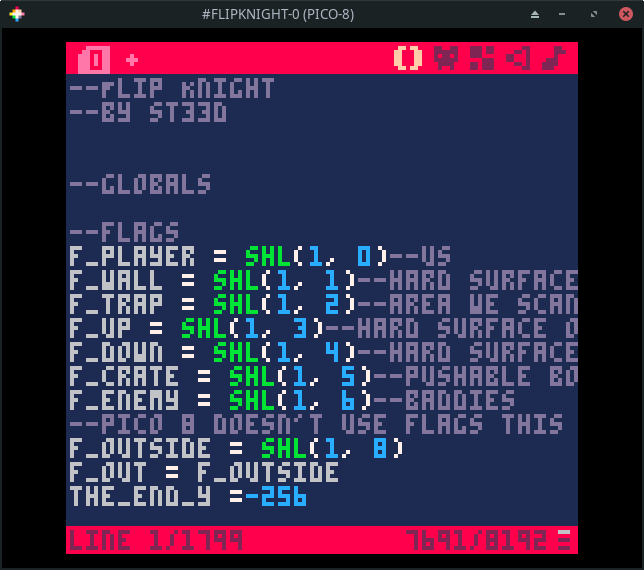 #FLIPKNIGHT-0 (PICO-8)
--FLIP KNIGHT
--BY ST33D
--GLOBALS
--FLAGS
F_PLAYER = SHL(1, 0)--US
F_WALL = SHL(1, 1)--HARD SURFACE
F_TRAP = SHL(1, 2)--AREA WE SCAN
F_UP = SHL(1, 3)--HARD SURFACE O
F_DOWN = SHL(1, 4)--HARD SURFACE
F_CRATE = SHL(1, 5)--PUSHABLE BO
F_ENEMY = SHL(1, 6)--BADDIES
--PICO 8 DOESN'T USE FLAGS THIS
F_OUTSIDE = SHL(1, 8)
F_OUT = F_OUTSIDE
THE_END_Y =-256
LINE 1/1799 7691/8192